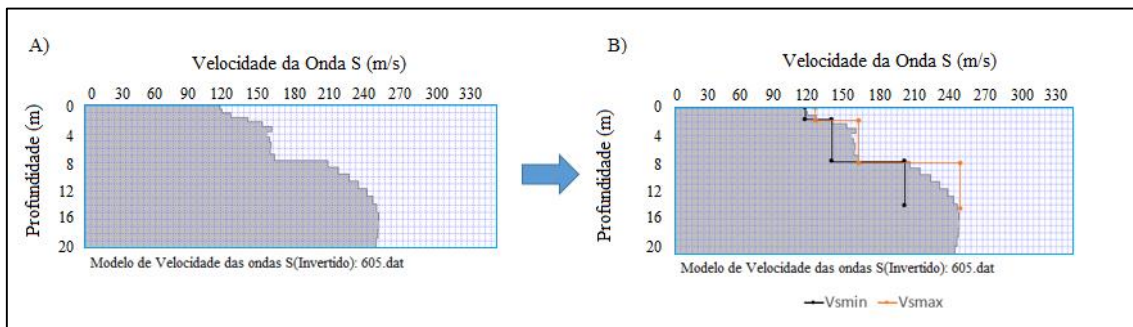 A)
Velocidade da Onda S (m/s)
0 30 60 90 120 150 180 210 240 270 300 330
Profundidade (m)
0
4
8
12
16
20
Modelo de Velocidade das ondas S(Invertido): 605.dat
B)
Velocidade da Onda S (m/s)
0 30 60 90 120 150 180 210 240 270 300 330
Profundidade (m)
0
4
8
12
16
20
Modelo de Velocidade das ondas S(Invertido): 605.dat
Vsmin Vsmax